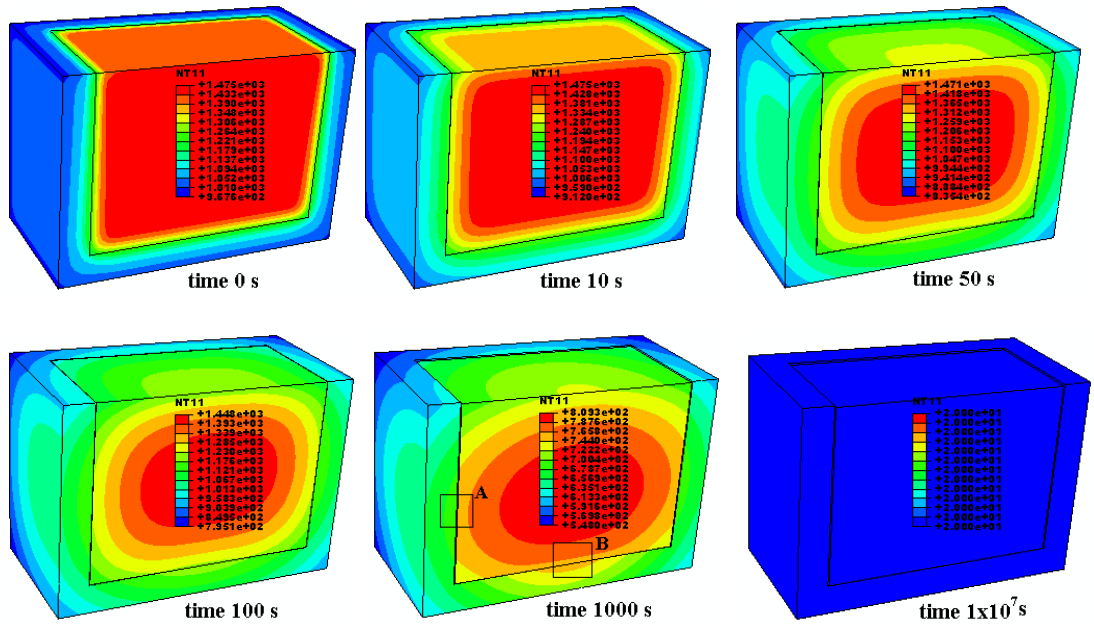 NT11
+1.475e+03
+1.433e+03
+1.390e+03
+1.348e+03
+1.306e+03
+1.264e+03
+1.221e+03
+1.179e+03
+1.137e+03
+1.094e+03
+1.052e+03
+1.010e+03
+9.676e+02
time 0 s
NT11
+1.475e+03
+1.428e+03
+1.381e+03
+1.334e+03
+1.287e+03
+1.240e+03
+1.194e+03
+1.147e+03
+1.100e+03
+1.053e+03
+1.006e+03
+9.590e+02
+9.120e+02
time 10 s
NT11
+1.471e+03
+1.418e+03
+1.365e+03
+1.312e+03
+1.259e+03
+1.206e+03
+1.153e+03
+1.100e+03
+1.047e+03
+9.944e+02
+9.414e+02
+8.884e+02
+8.354e+02
time 50 s
NT11
+1.448e+03
+1.393e+03
+1.339e+03
+1.285e+03
+1.230e+03
+1.176e+03
+1.121e+03
+1.067e+03
+1.013e+03
+9.583e+02
+9.039e+02
+8.495e+02
+7.951e+02
time 100 s
NT11
+8.093e+02
+7.876e+02
+7.658e+02
+7.440e+02
+7.222e+02
+7.004e+02
+6.787e+02
+6.569e+02
+6.351e+02
+6.133e+02
+5.916e+02
+5.698e+02
+5.480e+02
A
B
time 1000 s
NT11
+2.000e+01
+2.000e+01
+2.000e+01
+2.000e+01
+2.000e+01
+2.000e+01
+2.000e+01
+2.000e+01
+2.000e+01
+2.000e+01
+2.000e+01
+2.000e+01
+2.000e+01
time 1x10⁷s